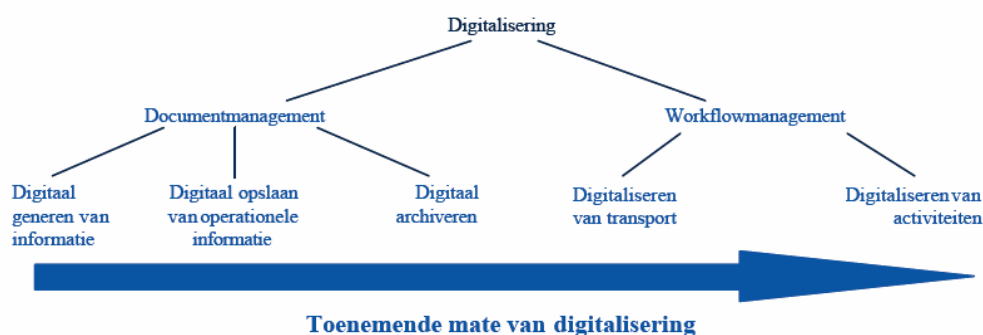 Digitalisering
Documentmanagement
Workflowmanagement
Digitaal
generen van
informatie
Digitaal opslaan
van operationele
informatie
Digitaal
archiveren
Digitaliseren
van transport
Digitaliseren van
activiteiten
Toenemende mate van digitalisering